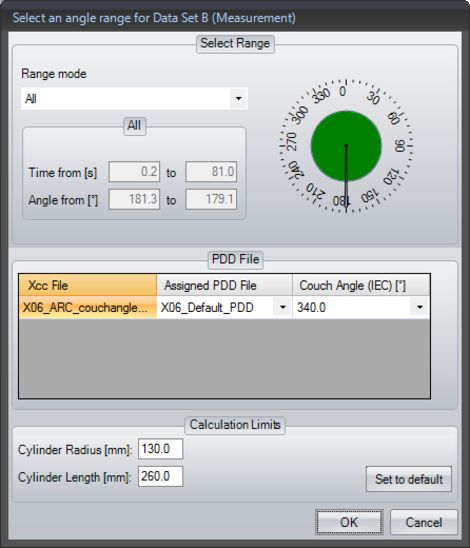 Select an angle range for Data Set B (Measurement)
Select Range
Range mode
All
All
Time from [s] 0.2 to 81.0
Angle from [°] 181.3 to 179.1
0
30
60
90
120
150
180
210
240
270
300
330
PDD File
Xcc File Assigned PDD File Couch Angle (IEC) [°]
X06_ARC_couchangle... X06_Default_PDD 340.0
Calculation Limits
Cylinder Radius [mm]: 130.0
Cylinder Length [mm]: 260.0
Set to default
OK Cancel